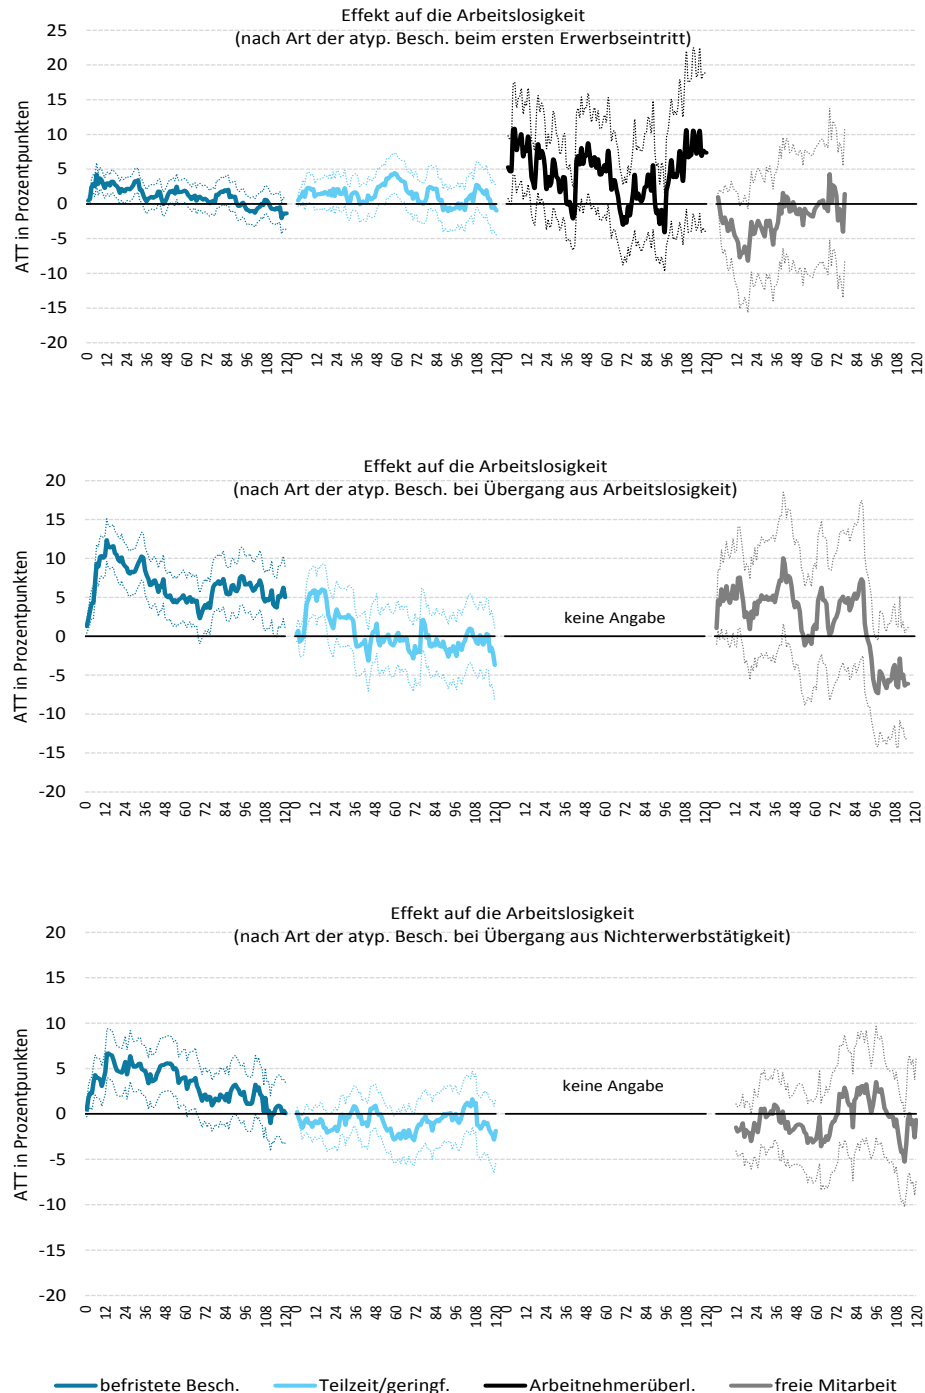 Effekt auf die Arbeitslosigkeit
(nach Art der atyp. Besch. beim ersten Erwerbseintritt)
ATT in Prozentpunkten
25
20
15
10
5
0
-5
-10
-15
-20
0 12 24 36 48 60 72 84 96 108 120
0 12 24 36 48 60 72 84 96 108 120
0 12 24 36 48 60 72 84 96 108 120
0 12 24 36 48 60 72 84 96 108 120
Effekt auf die Arbeitslosigkeit
(nach Art der atyp. Besch. bei Übergang aus Arbeitslosigkeit)
ATT in Prozentpunkten
20
15
10
5
0
-5
-10
-15
-20
keine Angabe
0 12 24 36 48 60 72 84 96 108 120
0 12 24 36 48 60 72 84 96 108 120
0 12 24 36 48 60 72 84 96 108 120
0 12 24 36 48 60 72 84 96 108 120
Effekt auf die Arbeitslosigkeit
(nach Art der atyp. Besch. bei Übergang aus Nichterwerbstätigkeit)
ATT in Prozentpunkten
20
15
10
5
0
-5
-10
-15
-20
keine Angabe
0 12 24 36 48 60 72 84 96 108 120
0 12 24 36 48 60 72 84 96 108 120
0 12 24 36 48 60 72 84 96 108 120
12 24 36 48 60 72 84 96 108 120
befristete Besch.
Teilzeit/geringf.
Arbeitnehmerüberl.
freie Mitarbeit